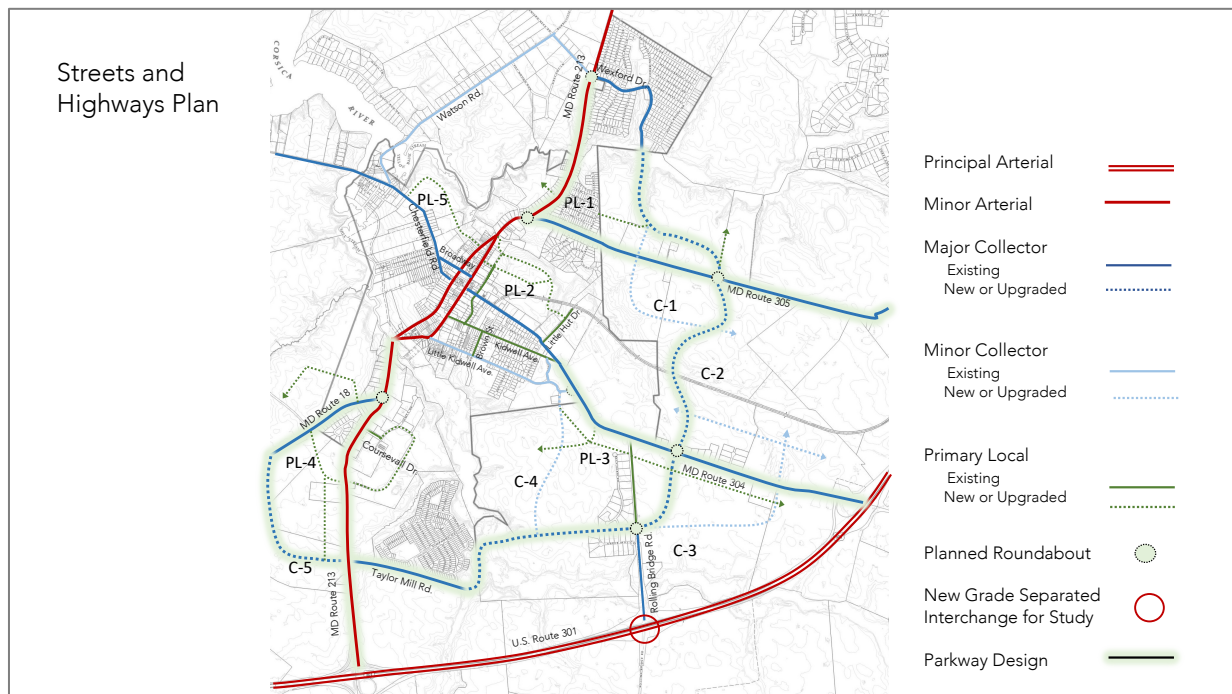 Streets and
Highways Plan
CORSICA
RIVER
Watson Rd.
MD Route 213
Wexford Dr.
PL-5
PL-1
Chesterfield Rd.
Broadway
PL-2
C-1
MD Route 305
Little Hut Dr
Brown St.
Kidwell Ave.
Little Kidwell Ave.
C-2
MD Route 18
PL-4
Coursevall Dr
PL-3
MD Route 304
C-4
C-3
C-5
Taylor Mill Rd.
MD Route 213
Rolling Bridge Rd.
U.S. Route 301
Principal Arterial
Minor Arterial
Major Collector
Existing
New or Upgraded
Minor Collector
Existing
New or Upgraded
Primary Local
Existing
New or Upgraded
Planned Roundabout
New Grade Separated
Interchange for Study
Parkway Design